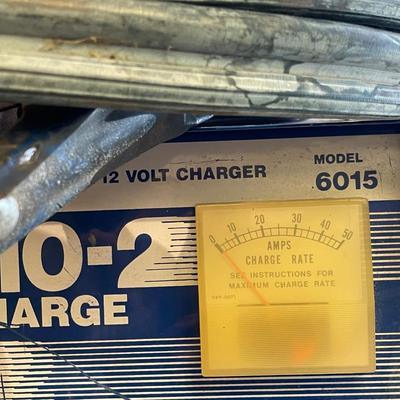 12 VOLT CHARGER
MODEL
6015
10-2
HARGE
0 10 20 30 40 50
AMPS
CHARGE RATE
SEE INSTRUCTIONS FOR
MAXIMUM CHARGE RATE